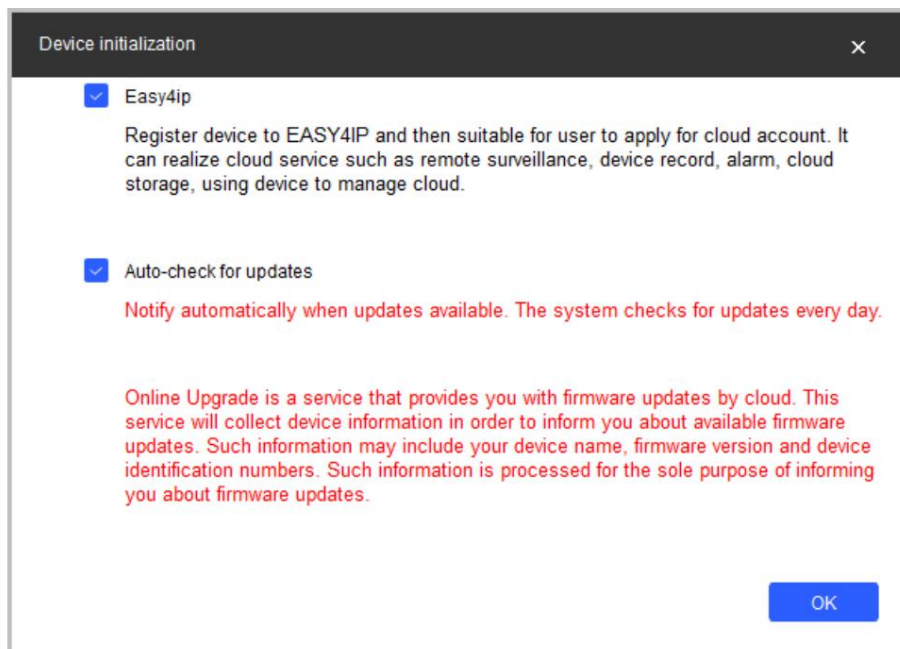 Device initialization
Easy4ip
Register device to EASY4IP and then suitable for user to apply for cloud account. It
can realize cloud service such as remote surveillance, device record, alarm, cloud
storage, using device to manage cloud.
Auto-check for updates
Notify automatically when updates available. The system checks for updates every day.
Online Upgrade is a service that provides you with firmware updates by cloud. This
service will collect device information in order to inform you about available firmware
updates. Such information may include your device name, firmware version and device
identification numbers. Such information is processed for the sole purpose of informing
you about firmware updates.
OK